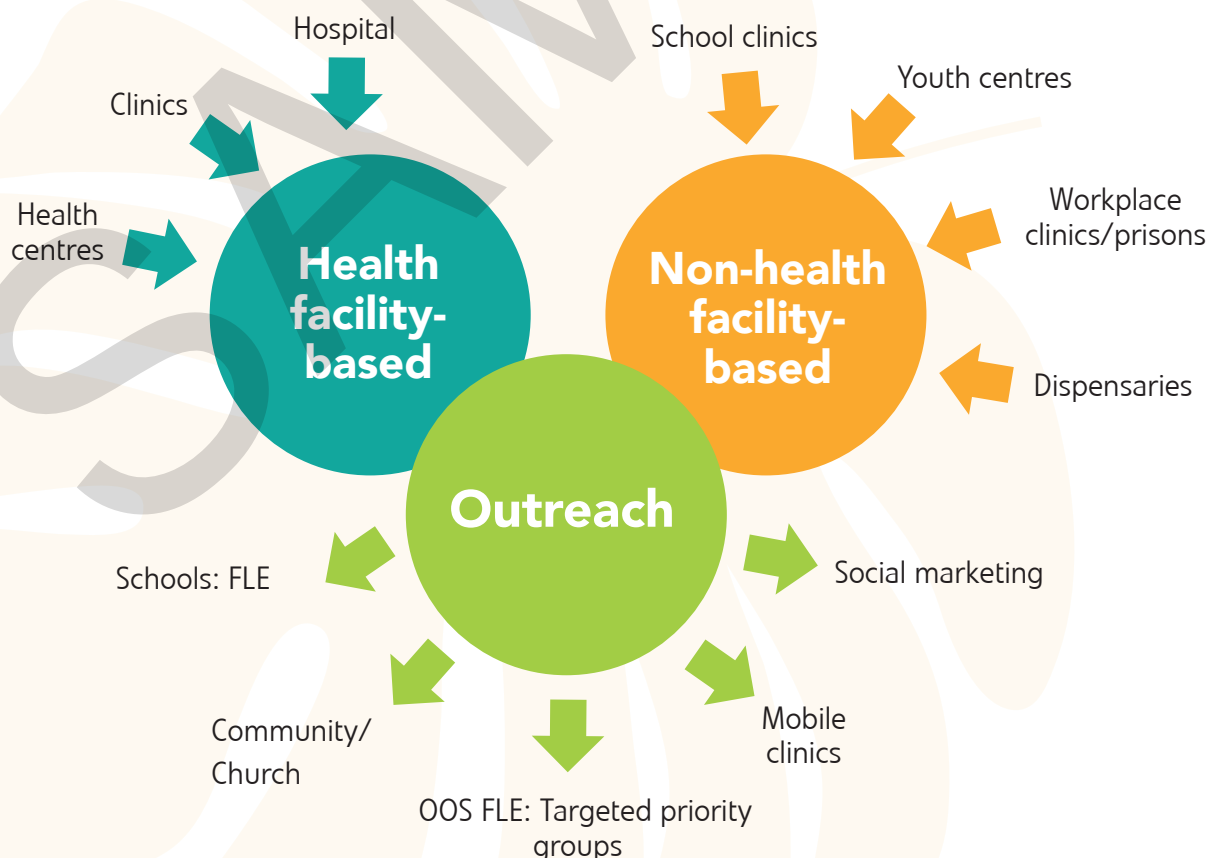 Hospital
School clinics
Youth centres
Clinics
Workplace
clinics/prisons
Health
centres
Health
facility-
based
Non-health
facility-
based
Dispensaries
Outreach
Schools: FLE
Social marketing
Community/
Church
Mobile
clinics
OOS FLE: Targeted priority
groups